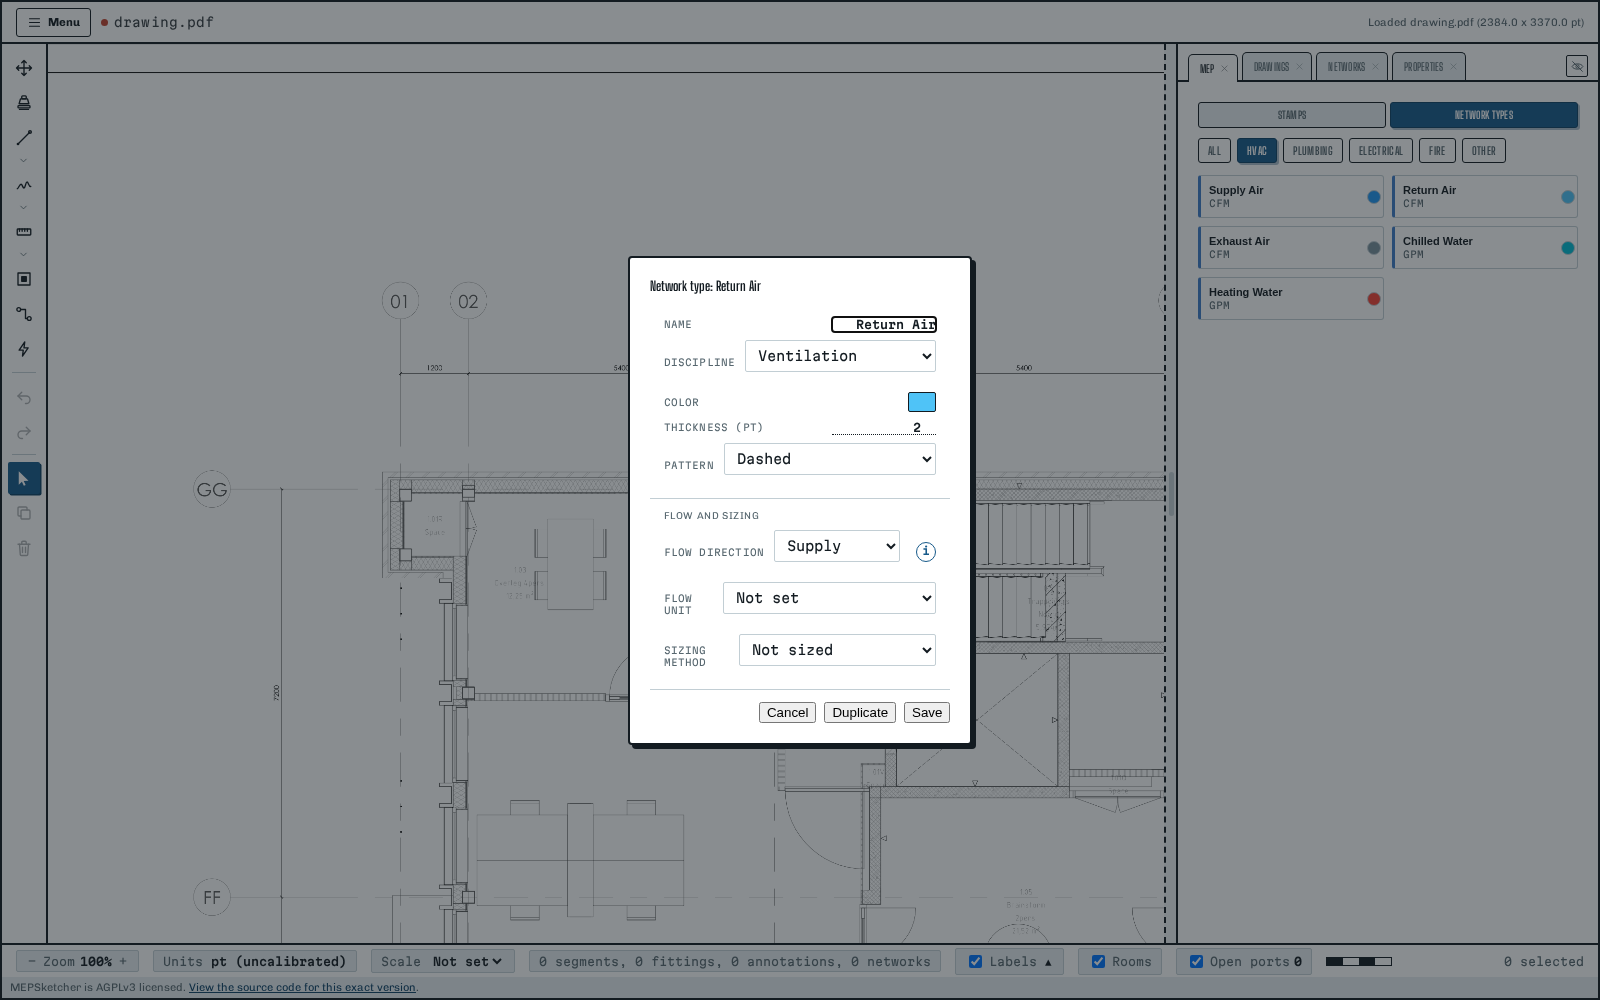 Menu
drawing.pdf
Loaded drawing.pdf (2384.0 x 3370.0 pt)
MEP
DRAWINGS
NETWORKS
PROPERTIES
STAMPS
NETWORK TYPES
ALL
HVAC
PLUMBING
ELECTRICAL
FIRE
OTHER
Supply Air
CFM
Return Air
CFM
Exhaust Air
CFM
Chilled Water
GPM
Heating Water
GPM
01
02
1200
5400
GG
7200
FF
Network type: Return Air
NAME
Return Air
DISCIPLINE
Ventilation
COLOR
THICKNESS (PT)
2
PATTERN
Dashed
FLOW AND SIZING
FLOW DIRECTION
Supply
i
FLOW UNIT
Not set
SIZING METHOD
Not sized
Cancel
Duplicate
Save
− Zoom 100% +
Units pt (uncalibrated)
Scale Not set
0 segments, 0 fittings, 0 annotations, 0 networks
Labels ▲
Rooms
Open ports 0
0 selected
MEPSketcher is AGPLv3 licensed. View the source code for this exact version.